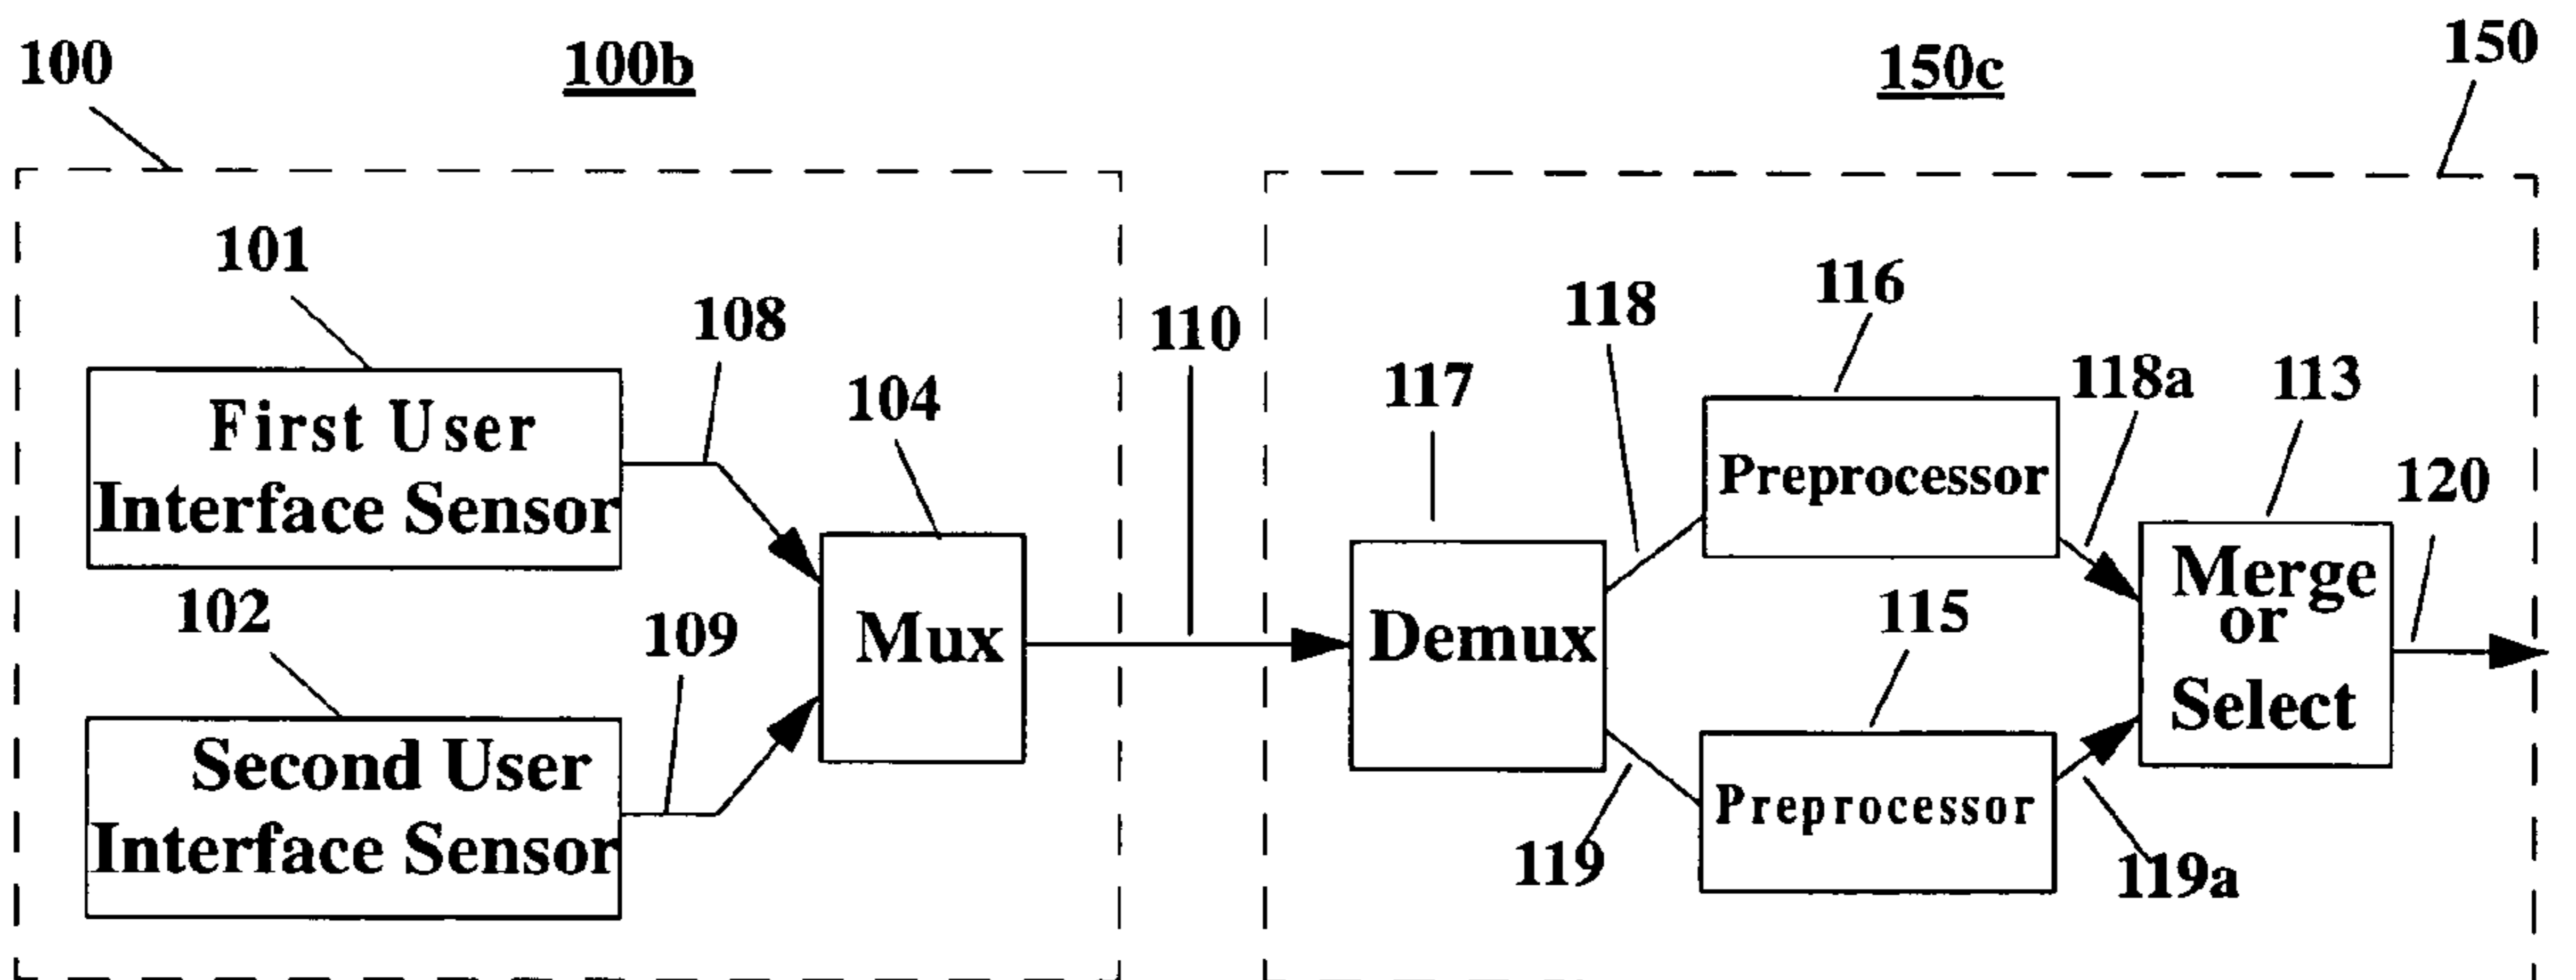 100
100b
150c
150
101
108
110
118
116
104
117
118a
113
First User
Interface Sensor
120
Preprocessor
Merge
or
Select
102
109
Mux
Demux
115
Second User
Interface Sensor
Preprocessor
119
119a